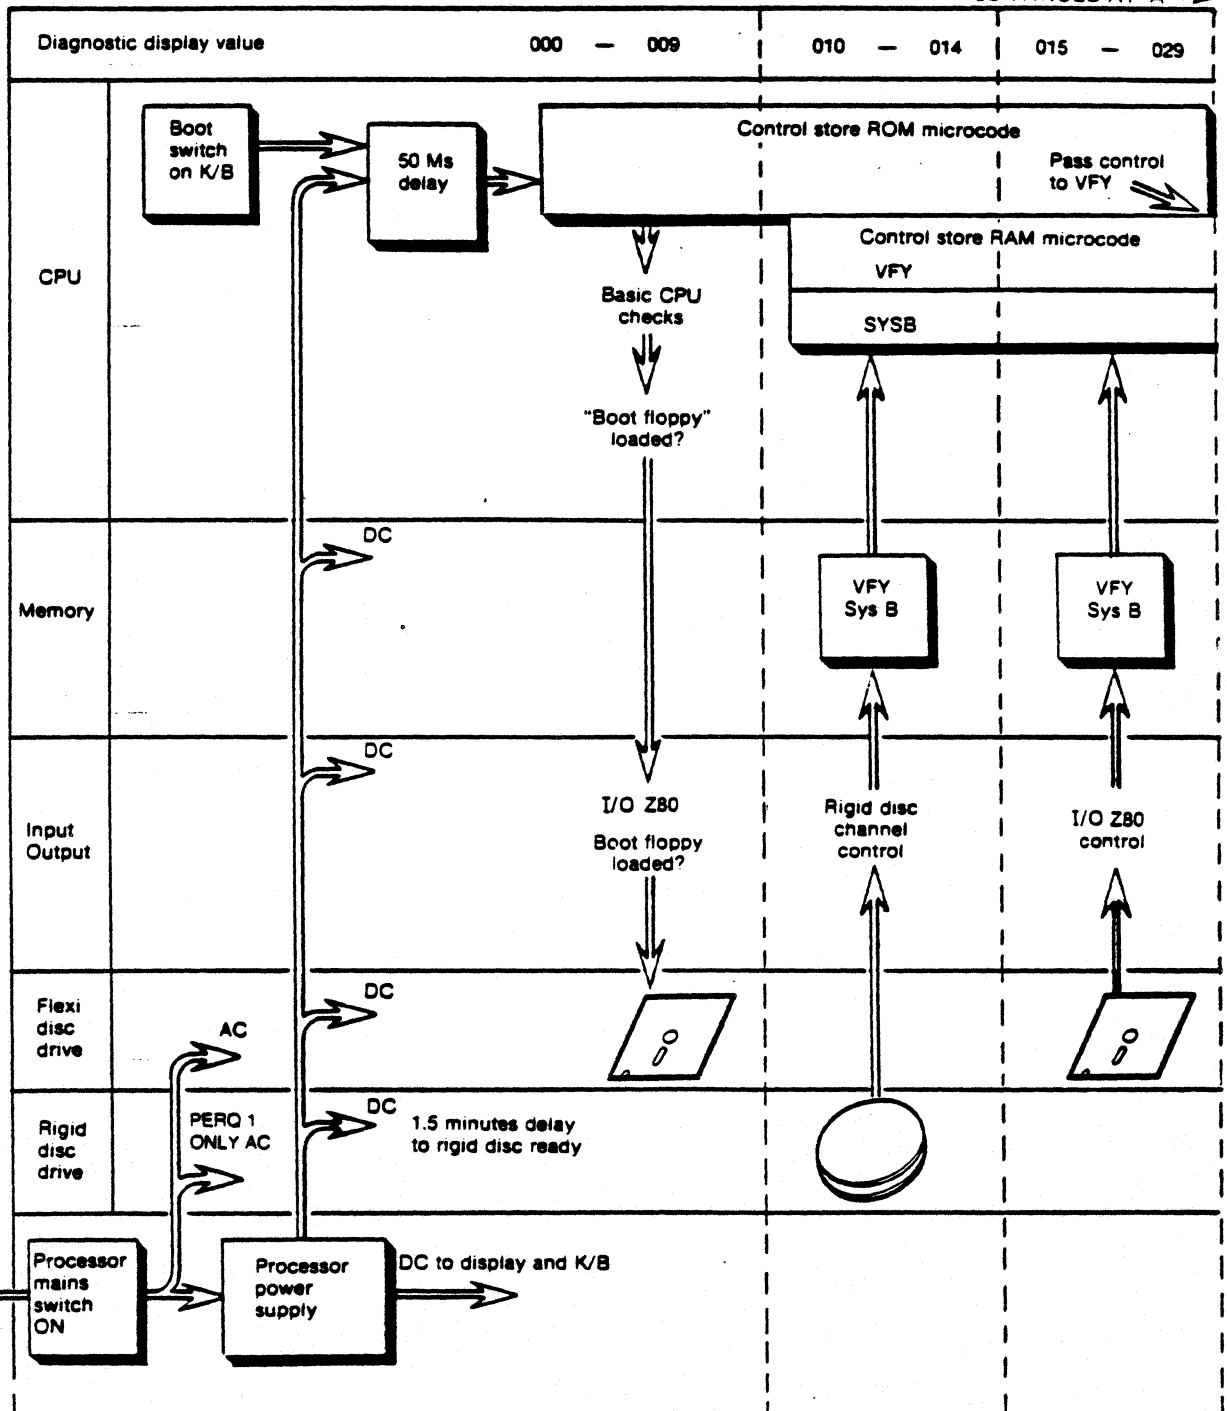 Diagnostic display value 000 — 009 010 — 014 015 — 029
Boot
switch
on K/B
50 Ms
delay
Control store ROM microcode
Pass control
to VFY
Control store RAM microcode
VFY
SYSB
CPU
Basic CPU
checks
"Boot floppy"
loaded?
Memory
DC
VFY
Sys B
VFY
Sys B
Input
Output
DC
I/O Z80
Boot floppy
loaded?
Rigid disc
channel
control
I/O Z80
control
Flexi
disc
drive
AC
DC
Rigid
disc
drive
PERQ 1
ONLY AC
DC
1.5 minutes delay
to rigid disc ready
Processor
mains
switch
ON
Processor
power
supply
DC to display and K/B